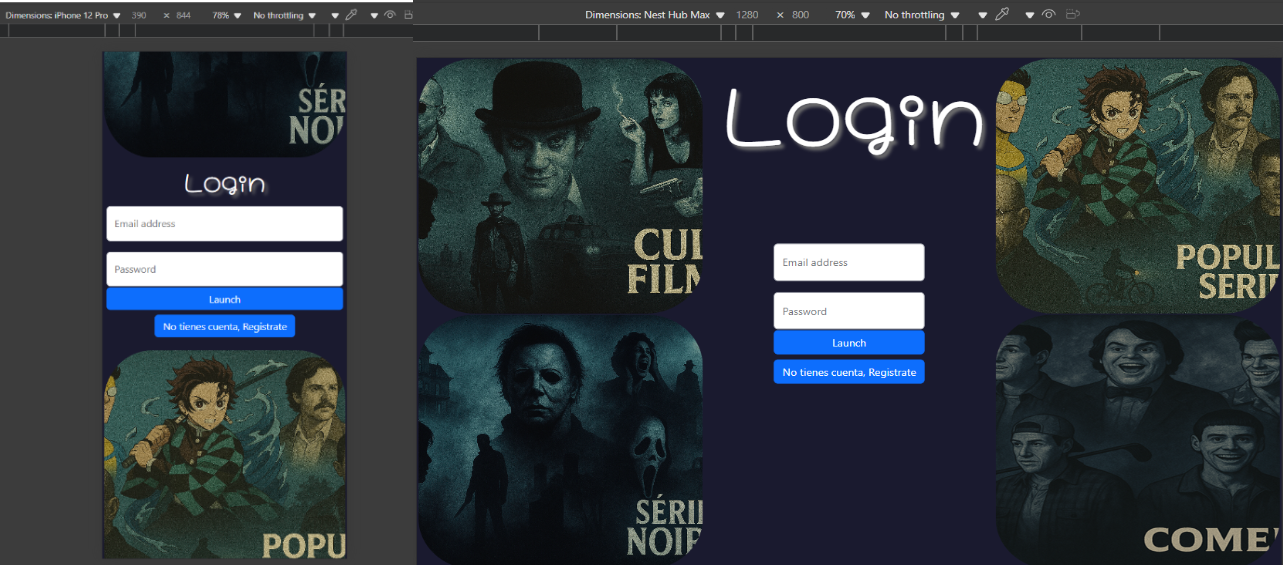 Dimensions: iPhone 12 Pro 390 × 844 78% No throttling
SÉR
NOI
Login
Email address
Password
Launch
No tienes cuenta, Registrate
POPU
Dimensions: Nest Hub Max 1280 × 800 70% No throttling
CUL
FILM
SÉRI
NOIR
Login
Email address
Password
Launch
No tienes cuenta, Registrate
POPUL
SERI
COME